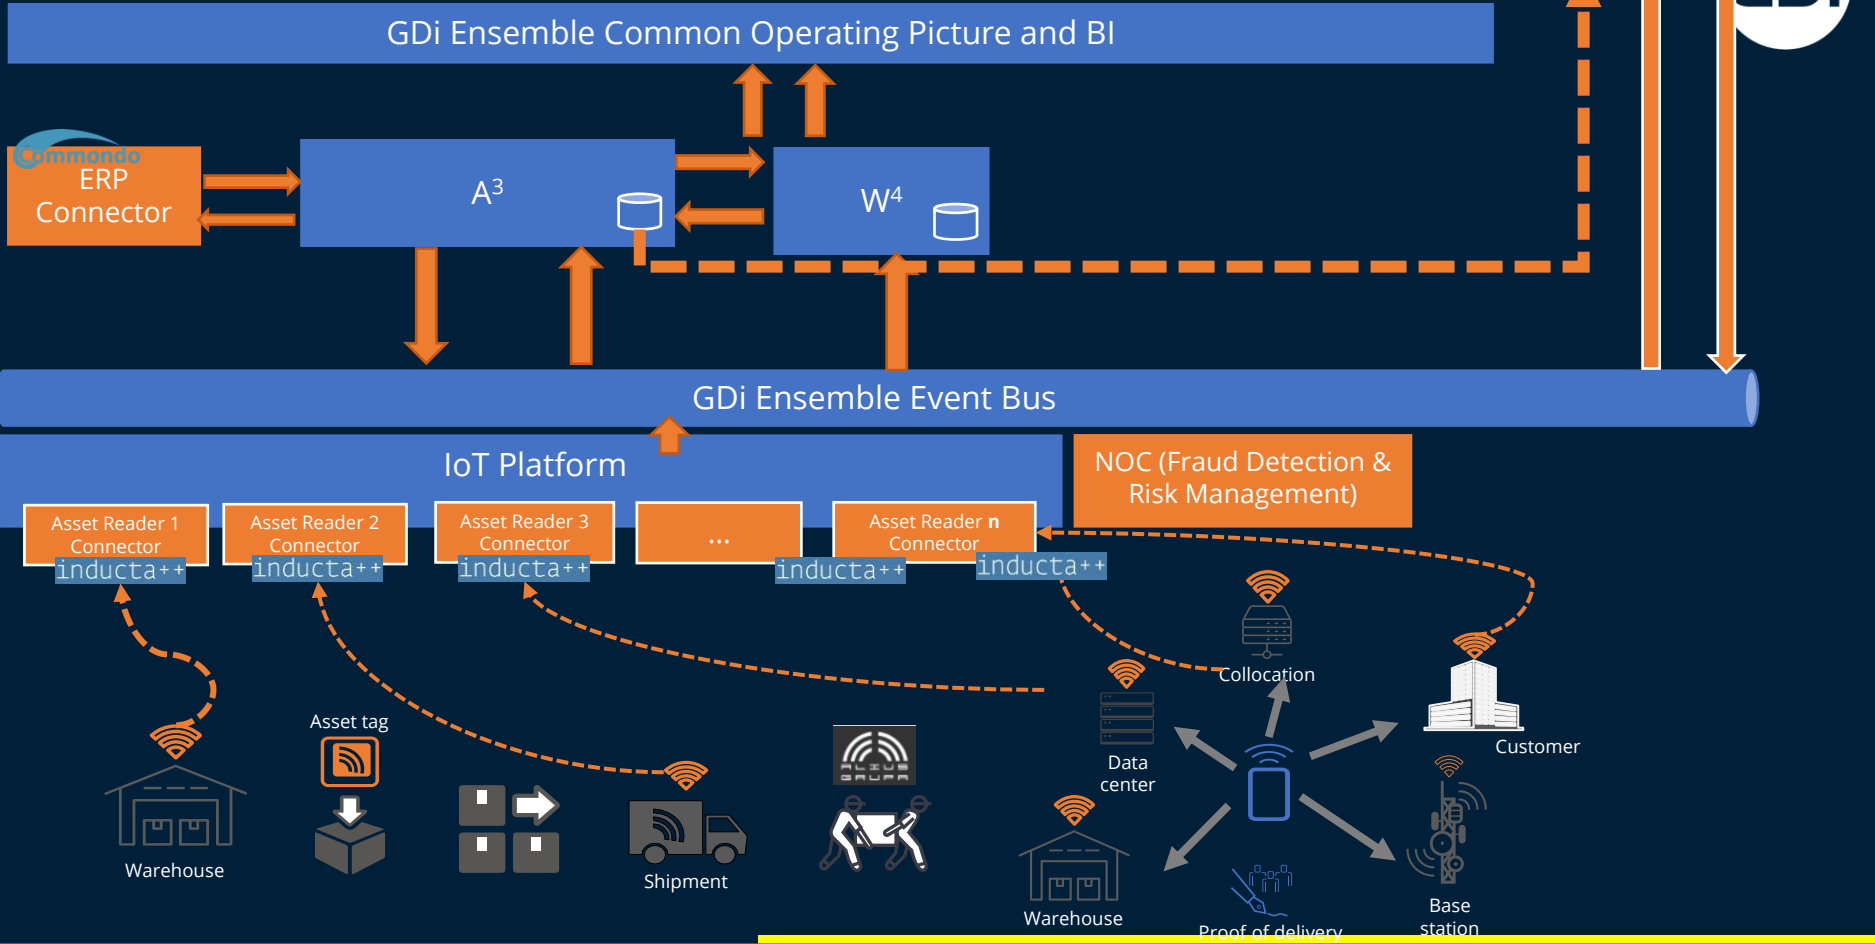 GDi Ensemble Common Operating Picture and BI
Commondo
ERP
Connector
A³
W⁴
GDi Ensemble Event Bus
IoT Platform
NOC (Fraud Detection &
Risk Management)
Asset Reader 1
Connector
inducta++
Asset Reader 2
Connector
inducta++
Asset Reader 3
Connector
inducta++
...
inducta++
Asset Reader n
Connector
inducta++
Collocation
Asset tag
Customer
Data
center
Warehouse
Shipment
ALIUS
GRUPA
Warehouse
Proof of delivery
Base
station